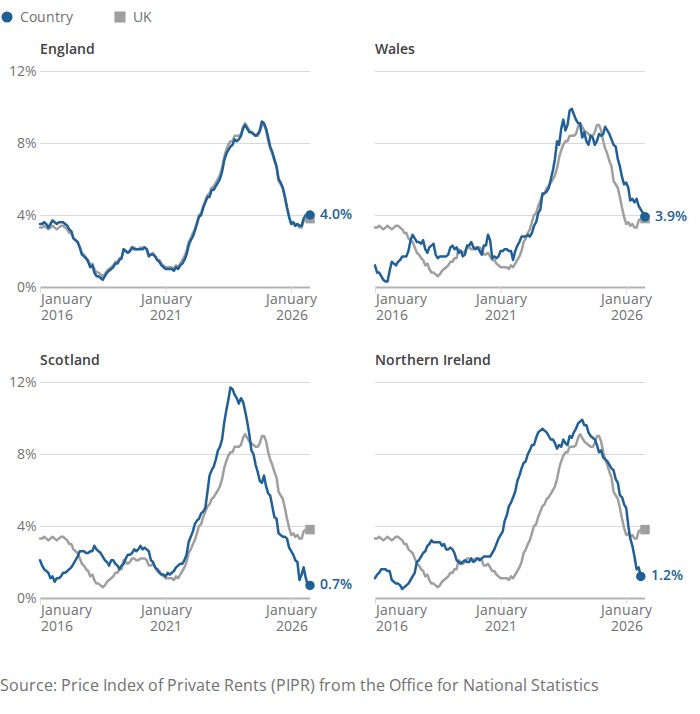 Country UK
England Wales
12%
8%
4% 4.0% 3.9%
0%
January January January January January January
2016 2021 2026 2016 2021 2026
Scotland Northern Ireland
12%
8%
4%
0% 0.7% 1.2%
January January January January January January
2016 2021 2026 2016 2021 2026
Source: Price Index of Private Rents (PIPR) from the Office for National Statistics